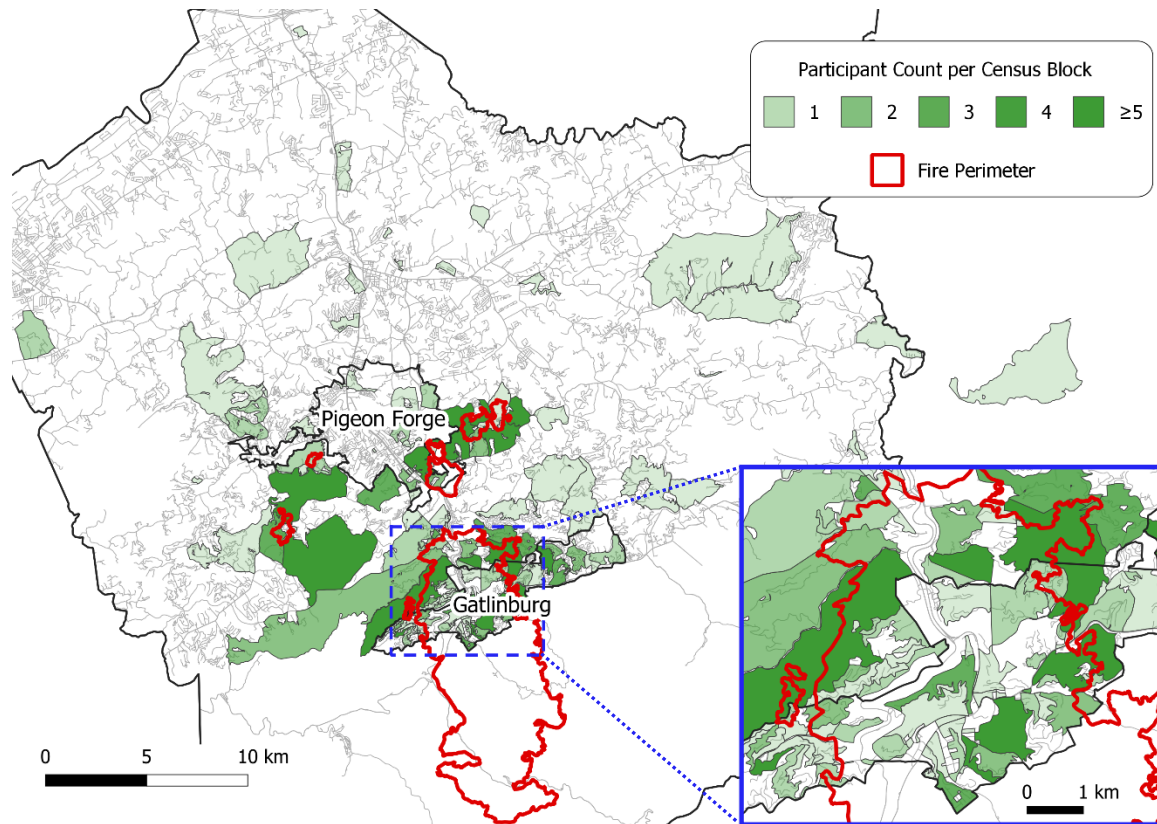 Participant Count per Census Block
1 2 3 4 ≥5
Fire Perimeter
Pigeon Forge
Gatlinburg
0 5 10 km
0 1 km